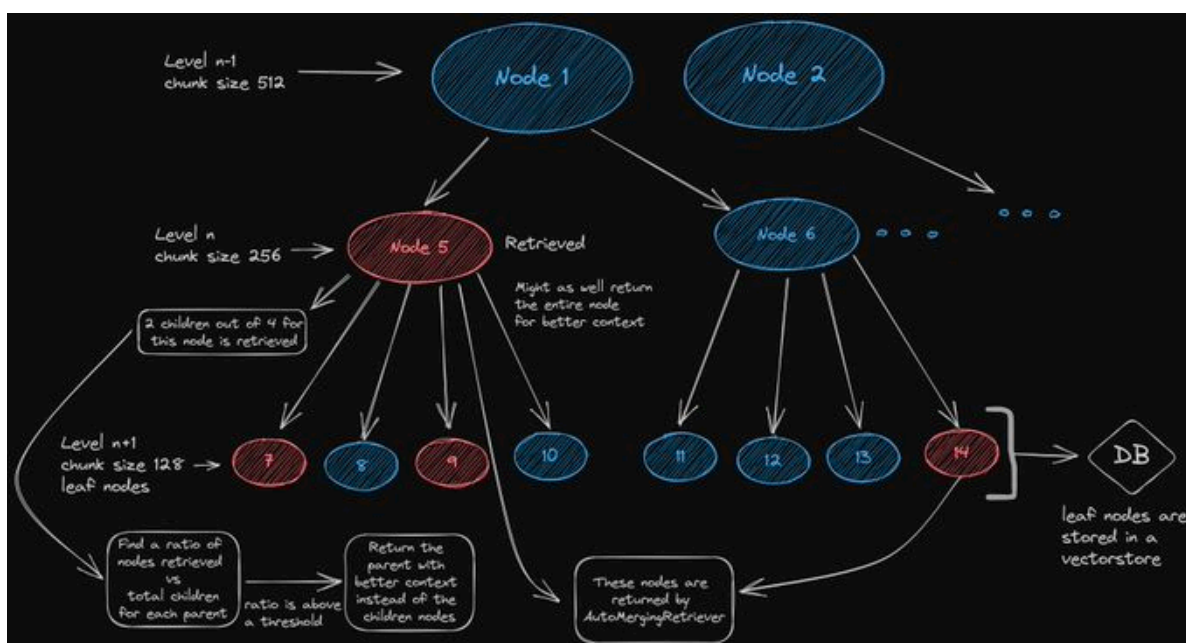 Level n-1
chunk size 512
Node 1
Node 2
Level n
chunk size 256
Node 5
Retrieved
Node 6
Might as well return
the entire node
for better context
2 children out of 4 for
this node is retrieved
Level n+1
chunk size 128
leaf nodes
7
8
9
10
11
12
13
14
DB
leaf nodes are
stored in a
vectorstore
Find a ratio of
nodes retrieved
vs
total children
for each parent
ratio is above
a threshold
Return the
parent with
better context
instead of the
children nodes
These nodes are
returned by
AutoMergingRetriever